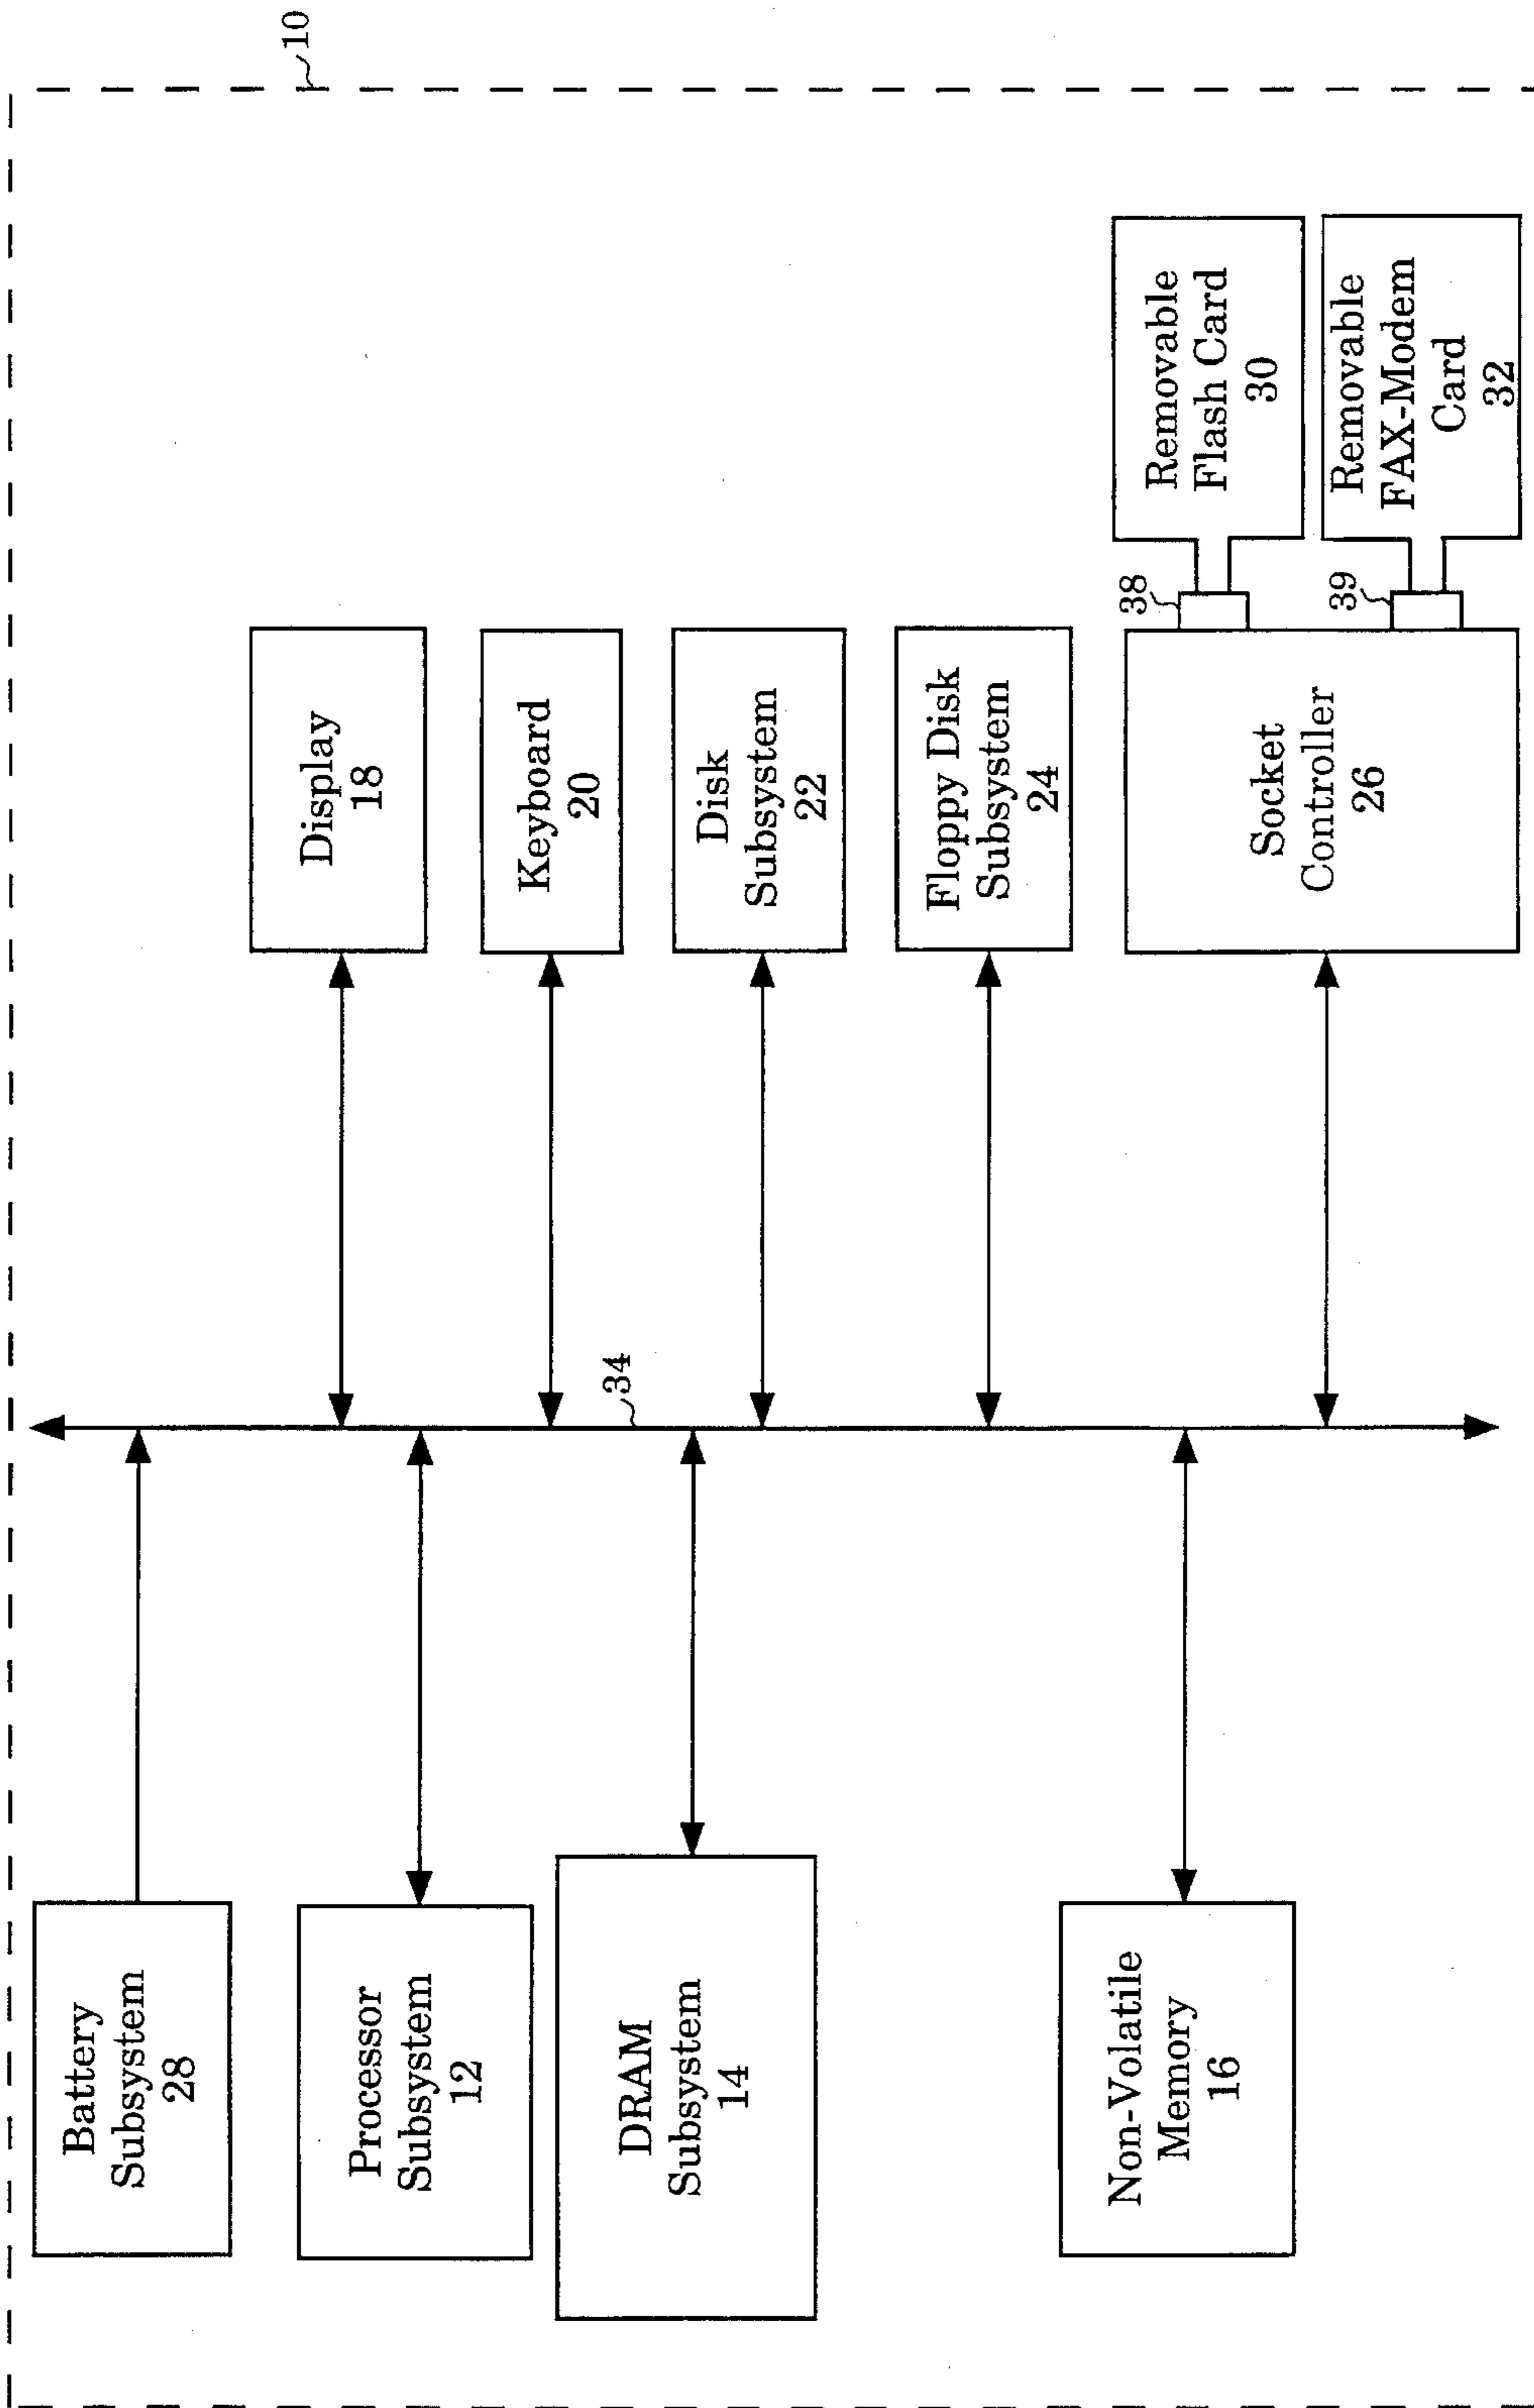 10
Battery
Subsystem
28
Processor
Subsystem
12
DRAM
Subsystem
14
Non-Volatile
Memory
16
34
Display
18
Keyboard
20
Disk
Subsystem
22
Floppy Disk
Subsystem
24
Socket
Controller
26
38
39
Removable
Flash Card
30
Removable
FAX-Modem
Card
32